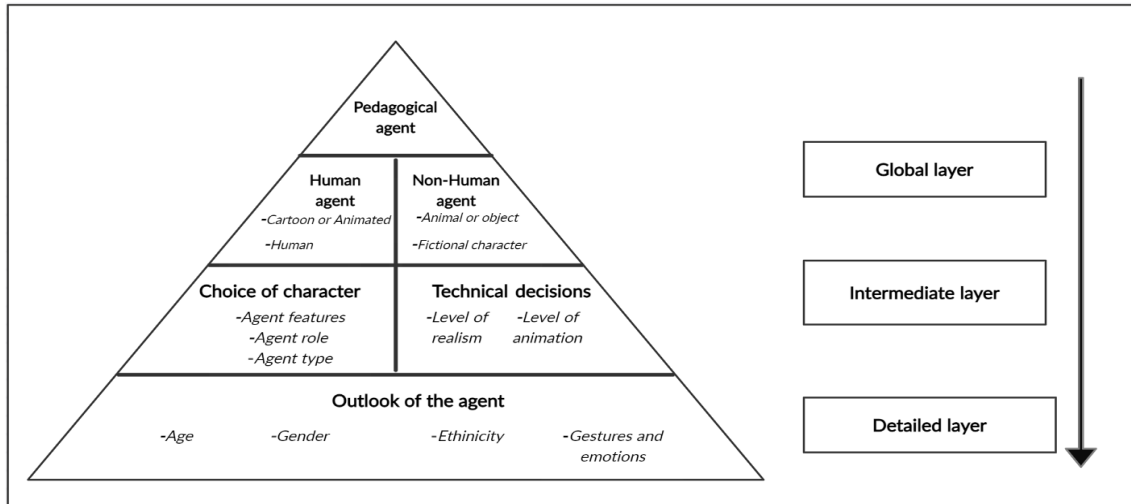 Pedagogical
agent
Human
agent
-Cartoon or Animated
-Human
Non-Human
agent
-Animal or object
-Fictional character
Global layer
Choice of character
-Agent features
-Agent role
-Agent type
Technical decisions
-Level of
realism
-Level of
animation
Intermediate layer
Outlook of the agent
-Age
-Gender
-Ethinicity
-Gestures and
emotions
Detailed layer